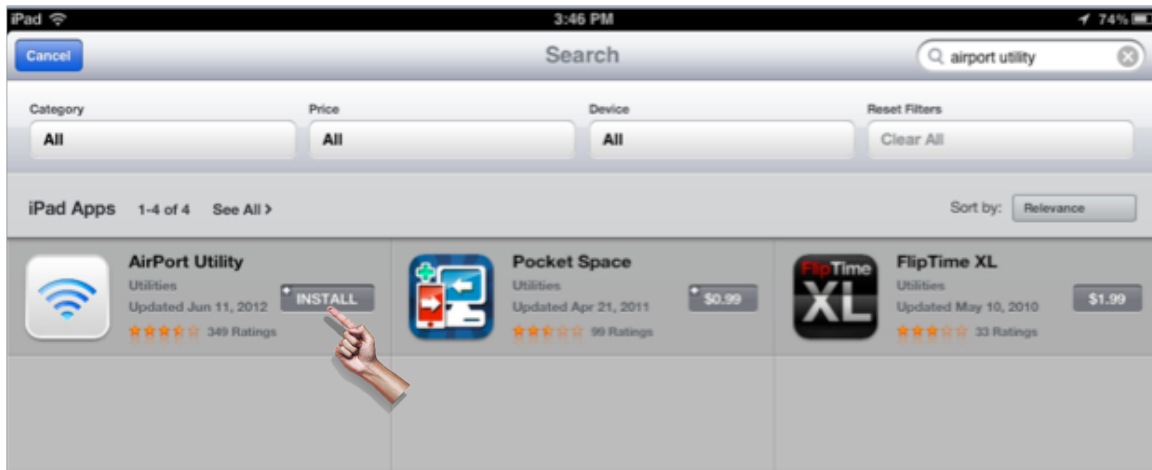 iPad 3:46 PM 74%
Cancel Search airport utility
Category Price Device Reset Filters
All All All Clear All
iPad Apps 1-4 of 4 See All > Sort by: Relevance
AirPort Utility
Utilities
Updated Jun 11, 2012
349 Ratings
INSTALL
Pocket Space
Utilities
Updated Apr 21, 2011
99 Ratings
$0.99
FlipTime XL
FlipTime XL
Utilities
Updated May 10, 2010
33 Ratings
$1.99